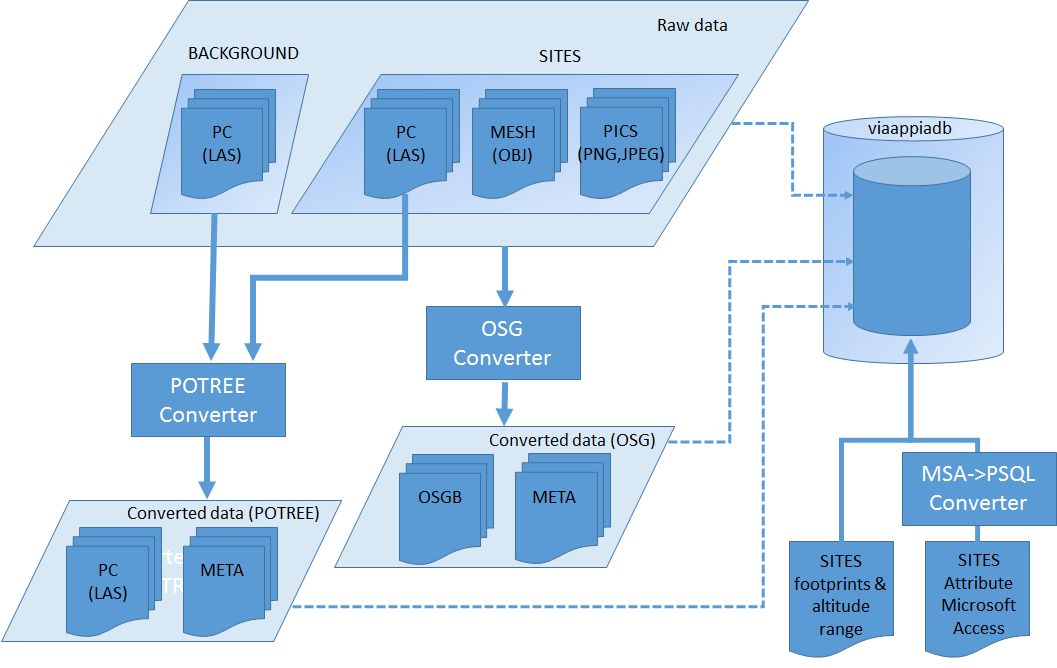 Raw data
BACKGROUND
SITES
PC
(LAS)
PC
(LAS)
MESH
(OBJ)
PICS
(PNG,JPEG)
viaappiadb
OSG
Converter
POTREE
Converter
Converted data (OSG)
OSGB
META
Converted data (POTREE)
PC
(LAS)
META
MSA->PSQL
Converter
SITES
footprints &
altitude
range
SITES
Attribute
Microsoft
Access